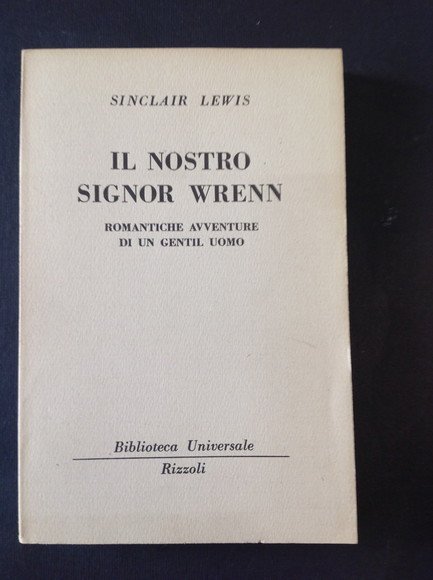 SINCLAIR LEWIS
IL NOSTRO
SIGNOR WRENN
ROMANTICHE AVVENTURE
DI UN GENTIL UOMO
Biblioteca Universale
Rizzoli